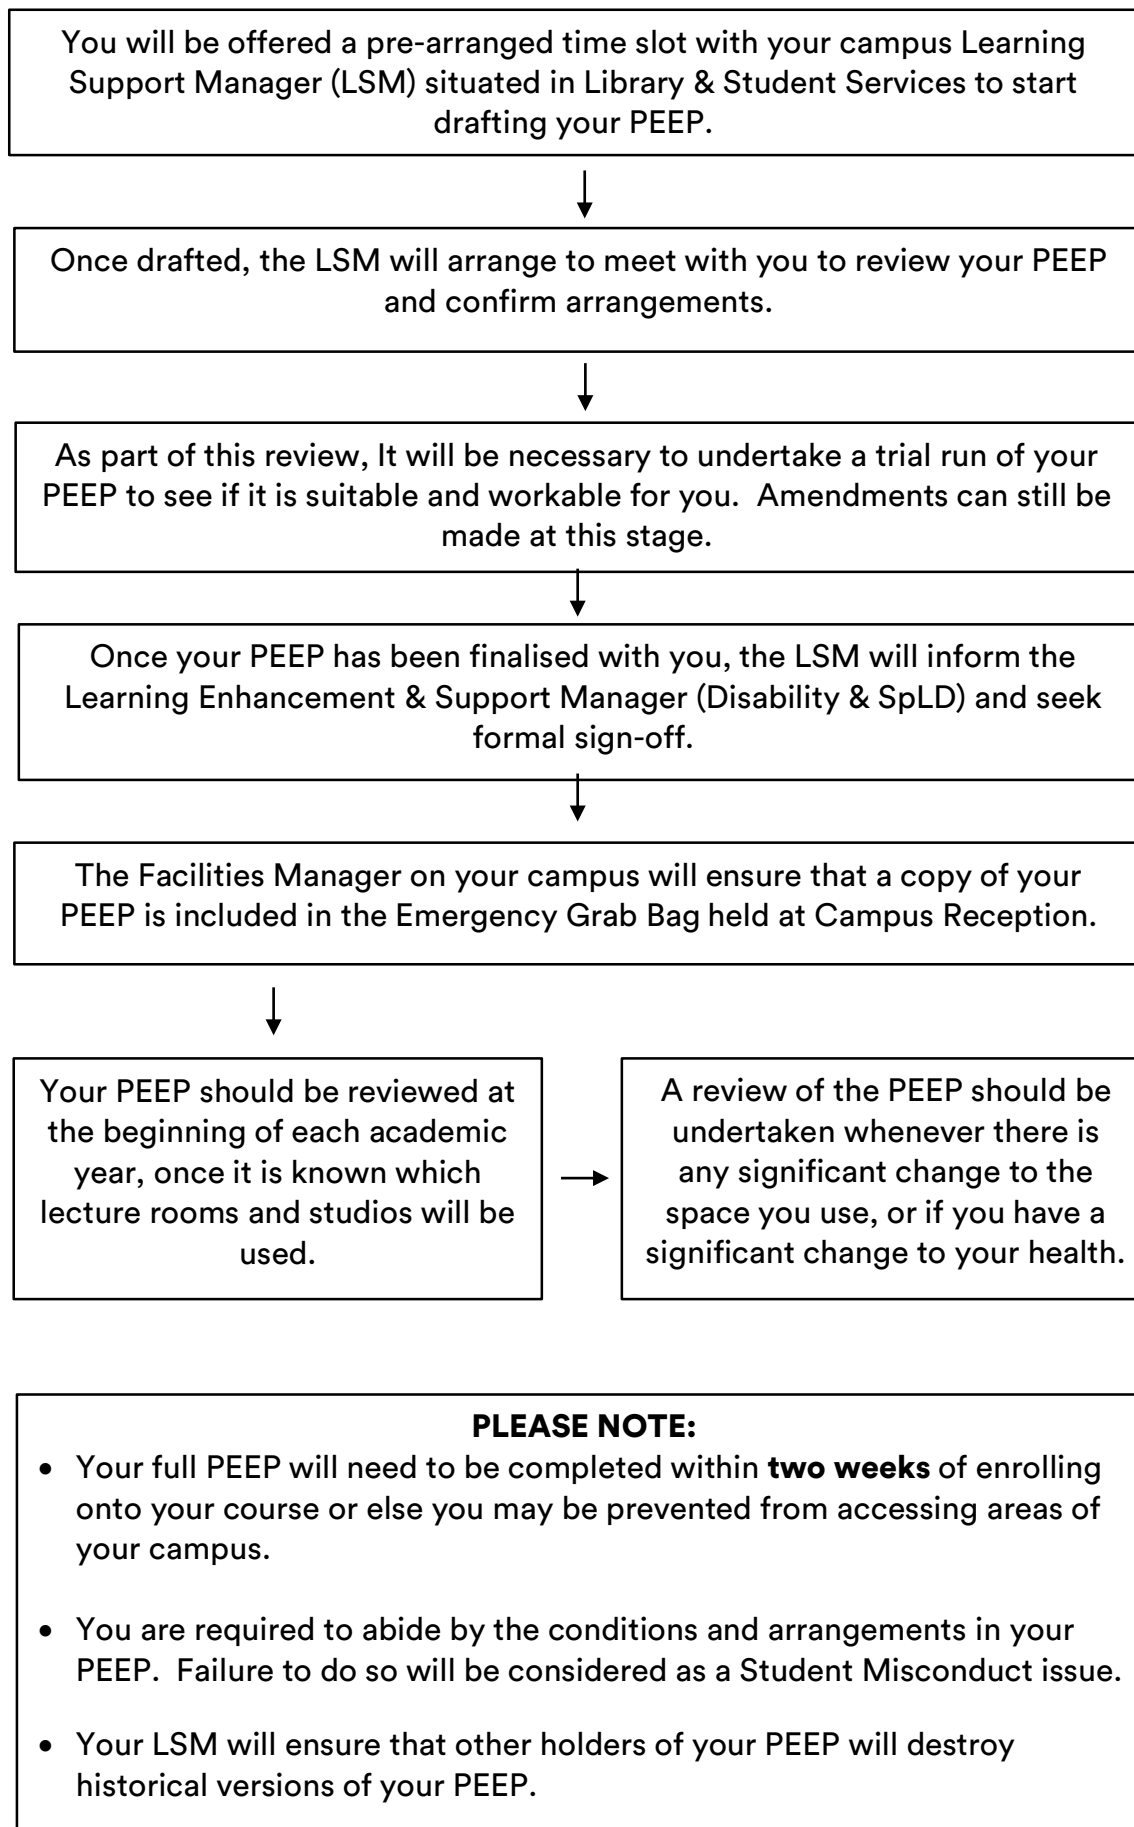 You will be offered a pre-arranged time slot with your campus Learning
Support Manager (LSM) situated in Library & Student Services to start
drafting your PEEP.
Once drafted, the LSM will arrange to meet with you to review your PEEP
and confirm arrangements.
As part of this review, It will be necessary to undertake a trial run of your
PEEP to see if it is suitable and workable for you.  Amendments can still be
made at this stage.
Once your PEEP has been finalised with you, the LSM will inform the
Learning Enhancement & Support Manager (Disability & SpLD) and seek
formal sign-off.
The Facilities Manager on your campus will ensure that a copy of your
PEEP is included in the Emergency Grab Bag held at Campus Reception.
Your PEEP should be reviewed at
the beginning of each academic
year, once it is known which
lecture rooms and studios will be
used.
A review of the PEEP should be
undertaken whenever there is
any significant change to the
space you use, or if you have a
significant change to your health.
PLEASE NOTE:
• Your full PEEP will need to be completed within two weeks of enrolling
onto your course or else you may be prevented from accessing areas of
your campus.
• You are required to abide by the conditions and arrangements in your
PEEP.  Failure to do so will be considered as a Student Misconduct issue.
• Your LSM will ensure that other holders of your PEEP will destroy
historical versions of your PEEP.